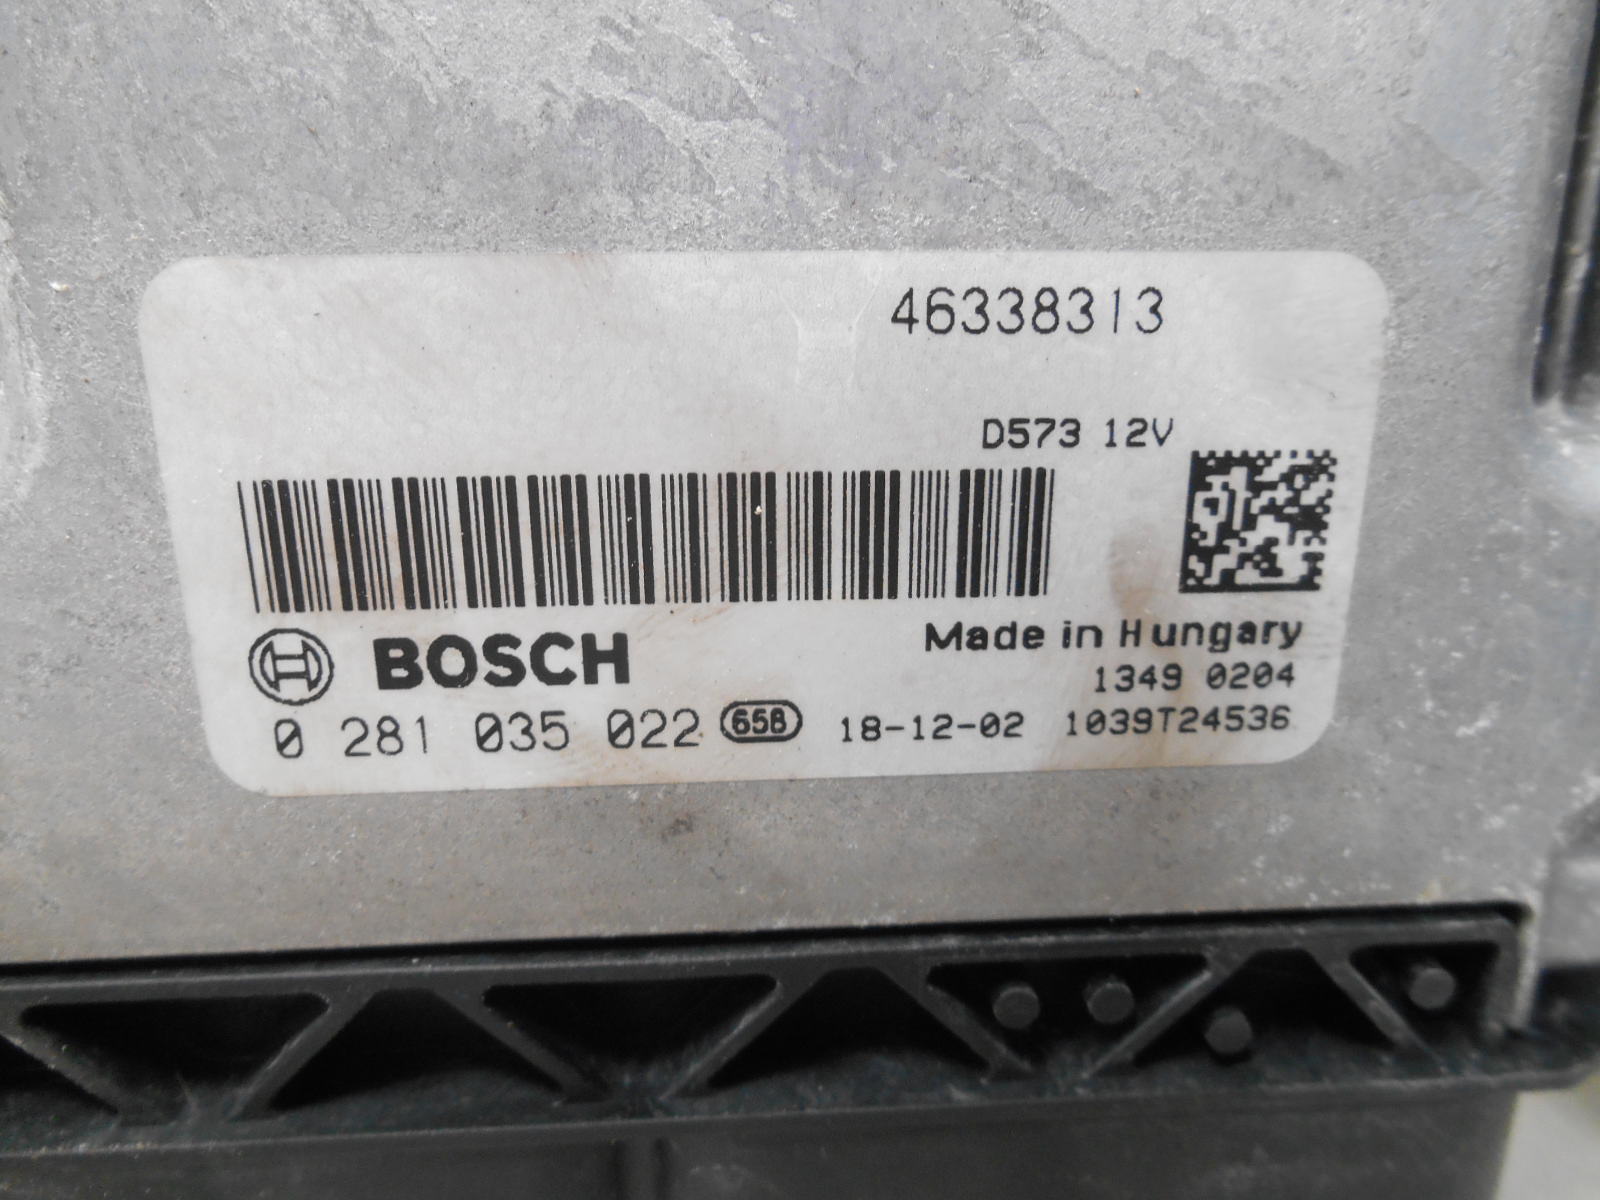 46338313
D573 12V
BOSCH
Made in Hungary
1349 0204
0 281 035 022 658 18-12-02 1039T24536